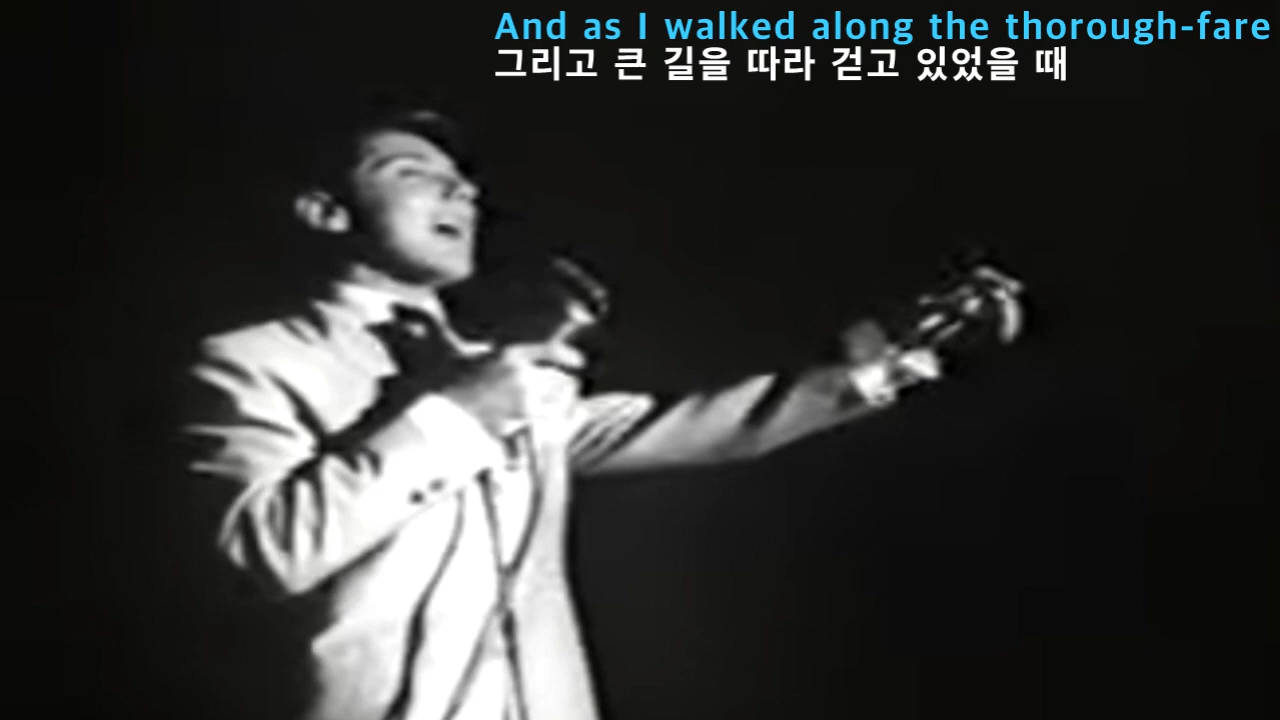 And as I walked along the thorough-fare
그리고 큰 길을 따라 걷고 있었을 때